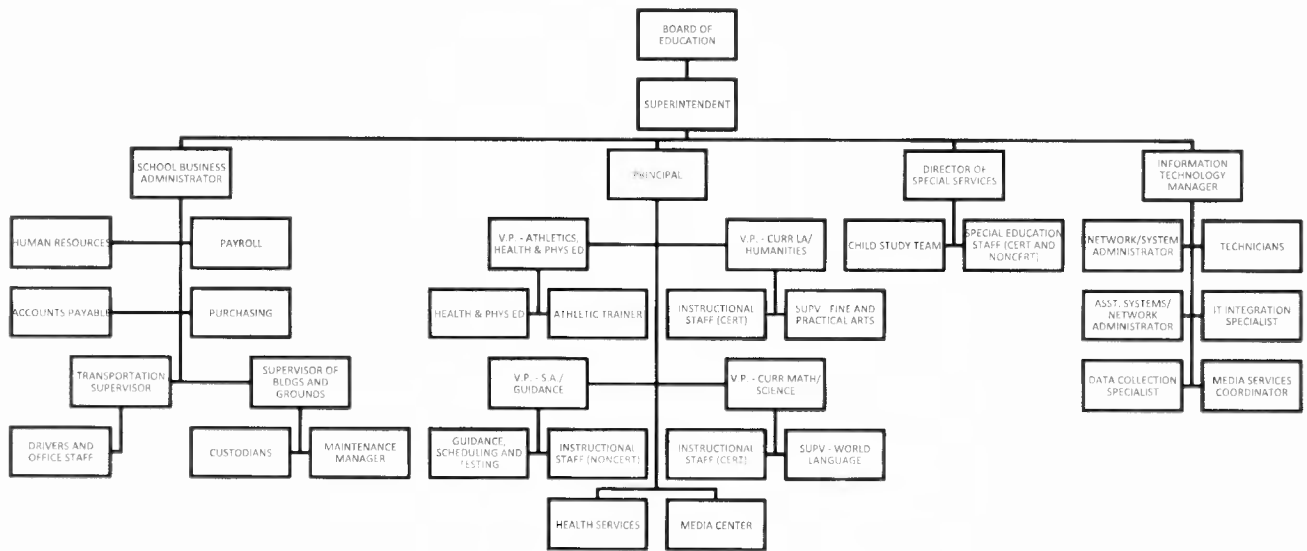 BOARD OF
EDUCATION
SUPERINTENDENT
SCHOOL BUSINESS
ADMINISTRATOR
PRINCIPAL
DIRECTOR OF
SPECIAL SERVICES
INFORMATION
TECHNOLOGY
MANAGER
HUMAN RESOURCES
PAYROLL
V.P. - ATHLETICS,
HEALTH & PHYS ED
V.P. - CURR LA/
HUMANITIES
CHILD STUDY TEAM
SPECIAL EDUCATION
STAFF (CERT AND
NONCERT)
NETWORK/SYSTEM
ADMINISTRATOR
TECHNICIANS
ACCOUNTS PAYABLE
PURCHASING
HEALTH & PHYS ED
ATHLETIC TRAINER
INSTRUCTIONAL
STAFF (CERT)
SUPV - FINE AND
PRACTICAL ARTS
ASST. SYSTEMS/
NETWORK
ADMINISTRATOR
IT INTEGRATION
SPECIALIST
TRANSPORTATION
SUPERVISOR
SUPERVISOR OF
BLDGS AND
GROUNDS
V.P. - S.A./
GUIDANCE
V.P. - CURR MATH/
SCIENCE
DATA COLLECTION
SPECIALIST
MEDIA SERVICES
COORDINATOR
DRIVERS AND
OFFICE STAFF
CUSTODIANS
MAINTENANCE
MANAGER
GUIDANCE,
SCHEDULING AND
TESTING
INSTRUCTIONAL
STAFF (NONCERT)
INSTRUCTIONAL
STAFF (CERT)
SUPV - WORLD
LANGUAGE
HEALTH SERVICES
MEDIA CENTER